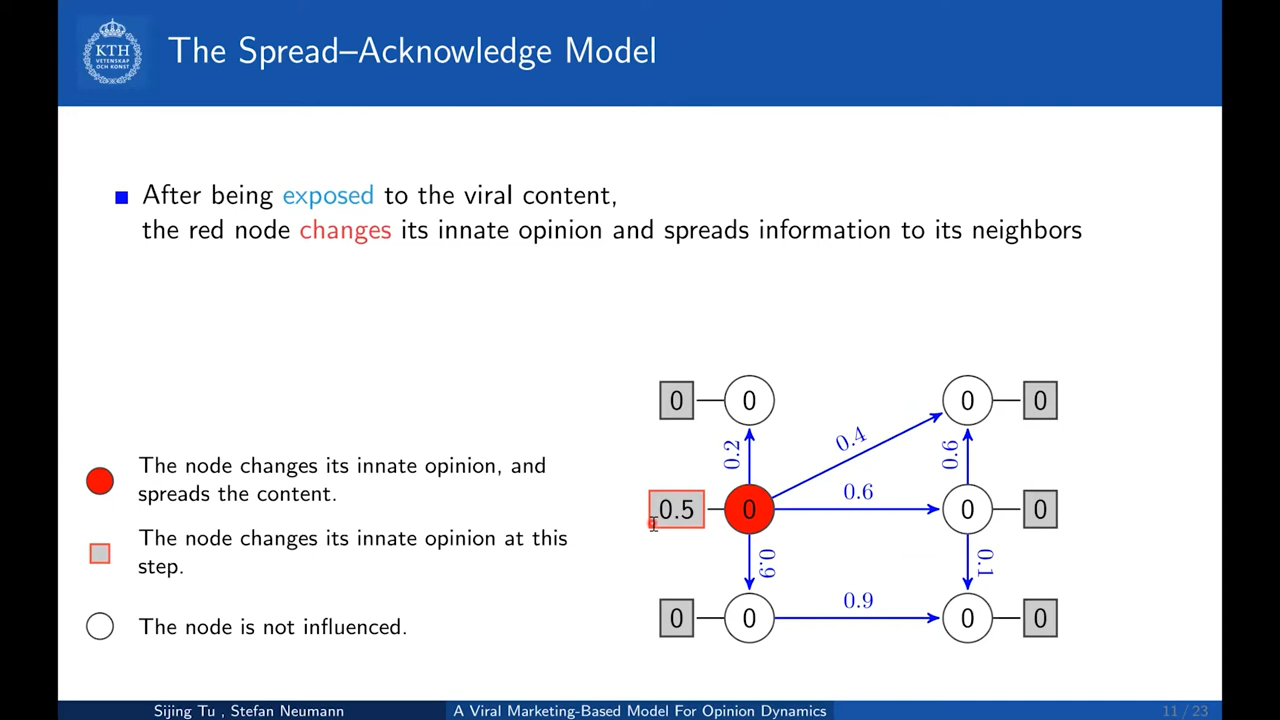 KTH
VETENSKAP
OCH KONST
The Spread–Acknowledge Model
After being exposed to the viral content,
the red node changes its innate opinion and spreads information to its neighbors
0 0 0 0
0.2 0.4 0.9
0.5 0 0.6 0 0
0.9 0.1
0 0 0.9 0 0
The node changes its innate opinion, and
spreads the content.
The node changes its innate opinion at this
step.
The node is not influenced.
Sijing Tu , Stefan Neumann A Viral Marketing-Based Model For Opinion Dynamics 11 / 23